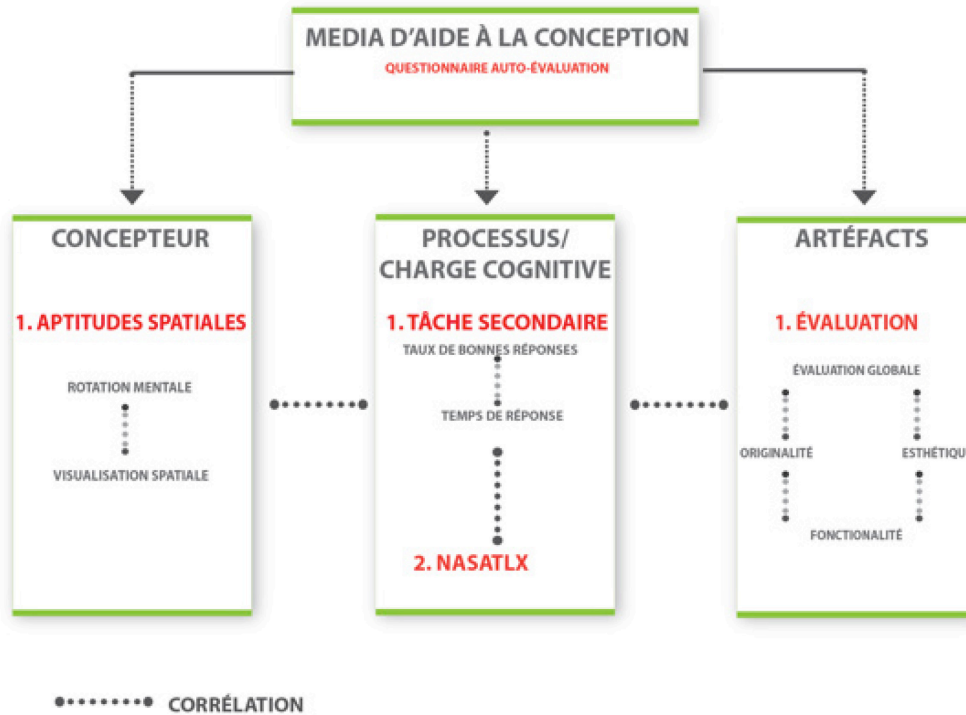 MEDIA D'AIDE À LA CONCEPTION
QUESTIONNAIRE AUTO-ÉVALUATION
CONCEPTEUR
1. APTITUDES SPATIALES
ROTATION MENTALE
VISUALISATION SPATIALE
PROCESSUS/
CHARGE COGNITIVE
1. TÂCHE SECONDAIRE
TAUX DE BONNES RÉPONSES
TEMPS DE RÉPONSE
2. NASATLX
ARTÉFACTS
1. ÉVALUATION
ÉVALUATION GLOBALE
ORIGINALITÉ
ESTHÉTIQU
FONCTIONALITÉ
CORRÉLATION